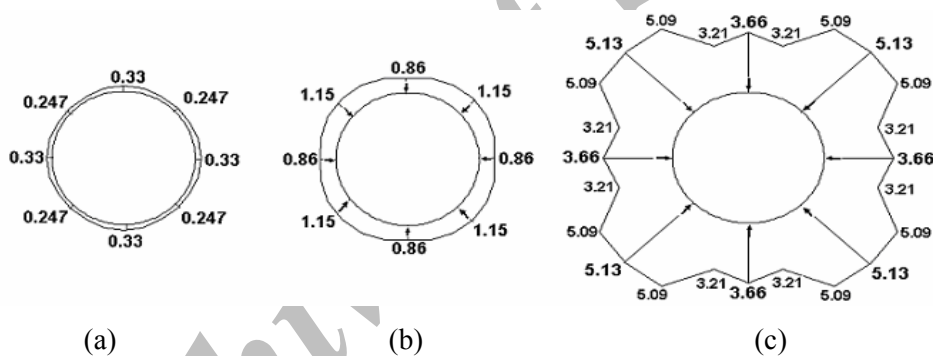 0.33
0.247 0.247
0.33 0.33
0.247 0.247
0.33
(a)
0.86
1.15 1.15
0.86 0.86
1.15 1.15
0.86
(b)
5.09 3.66 5.09
5.13 3.21 3.21 5.13
5.09 5.09
3.21 3.21
3.66 3.66
3.21 3.21
5.09 5.09
5.13 5.13
5.09 3.21 3.66 3.21 5.09
(c)